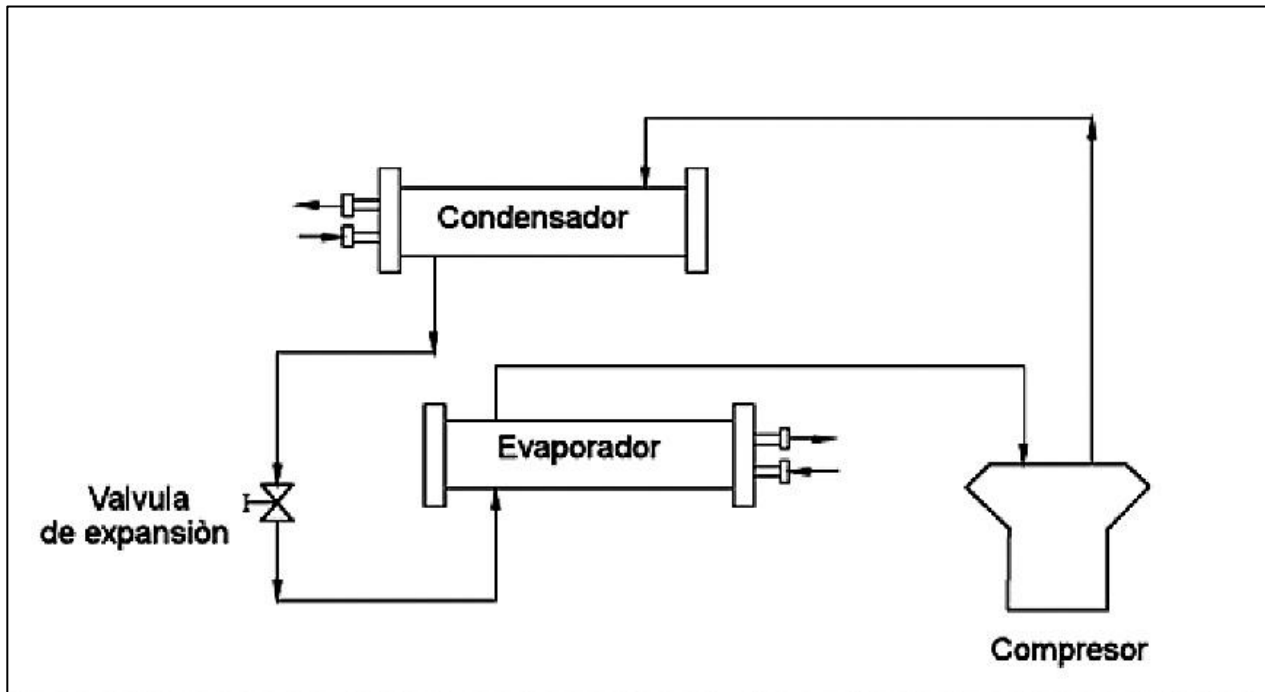 Condensador
Evaporador
Valvula
de expansiòn
Compresor